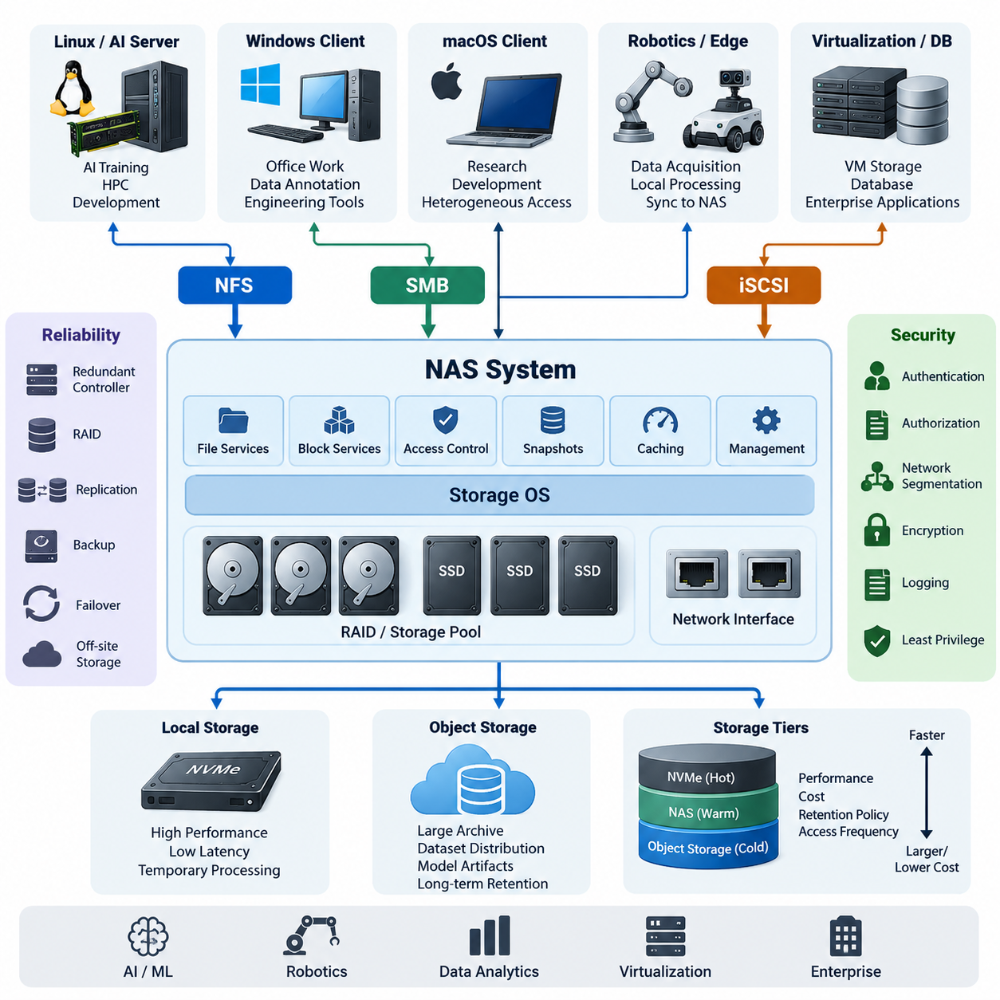 Linux / AI Server
AI Training
HPC
Development
Windows Client
Office Work
Data Annotation
Engineering Tools
macOS Client
Research
Development
Heterogeneous Access
Robotics / Edge
Data Acquisition
Local Processing
Sync to NAS
Virtualization / DB
VM Storage
Database
Enterprise Applications
NFS
SMB
iSCSI
Reliability
Redundant
Controller
RAID
Replication
Backup
Failover
Off-site
Storage
NAS System
File Services
Block Services
Access Control
Snapshots
Caching
Management
Storage OS
SSD
SSD
SSD
RAID / Storage Pool
Network Interface
Security
Authentication
Authorization
Network
Segmentation
Encryption
Logging
Least Privilege
Local Storage
NVMe
High Performance
Low Latency
Temporary Processing
Object Storage
Large Archive
Dataset Distribution
Model Artifacts
Long-term Retention
Storage Tiers
NVMe (Hot)
NAS (Warm)
Object Storage (Cold)
Performance
Cost
Retention Policy
Access Frequency
Faster
Larger/
Lower Cost
AI / ML
Robotics
Data Analytics
Virtualization
Enterprise